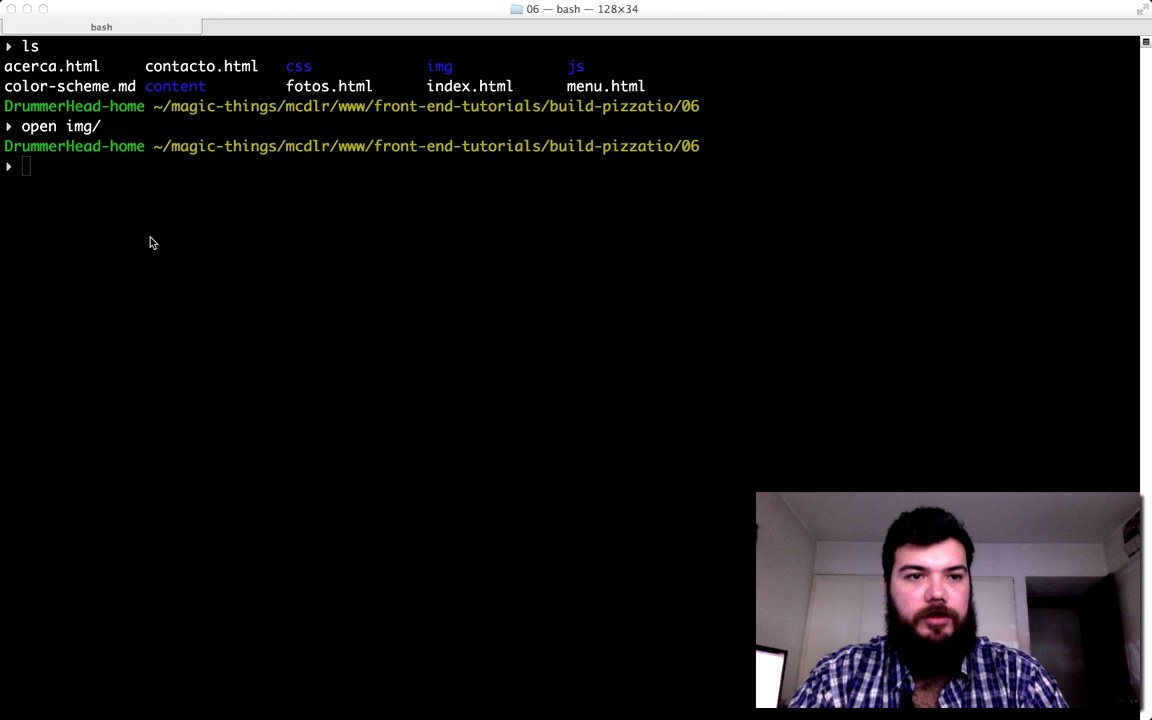 06 — bash — 128×34
bash
ls
acerca.html contacto.html css img js
color-scheme.md content fotos.html index.html menu.html
DrummerHead-home ~/magic-things/mcdlr/www/front-end-tutorials/build-pizzatio/06
open img/
DrummerHead-home ~/magic-things/mcdlr/www/front-end-tutorials/build-pizzatio/06